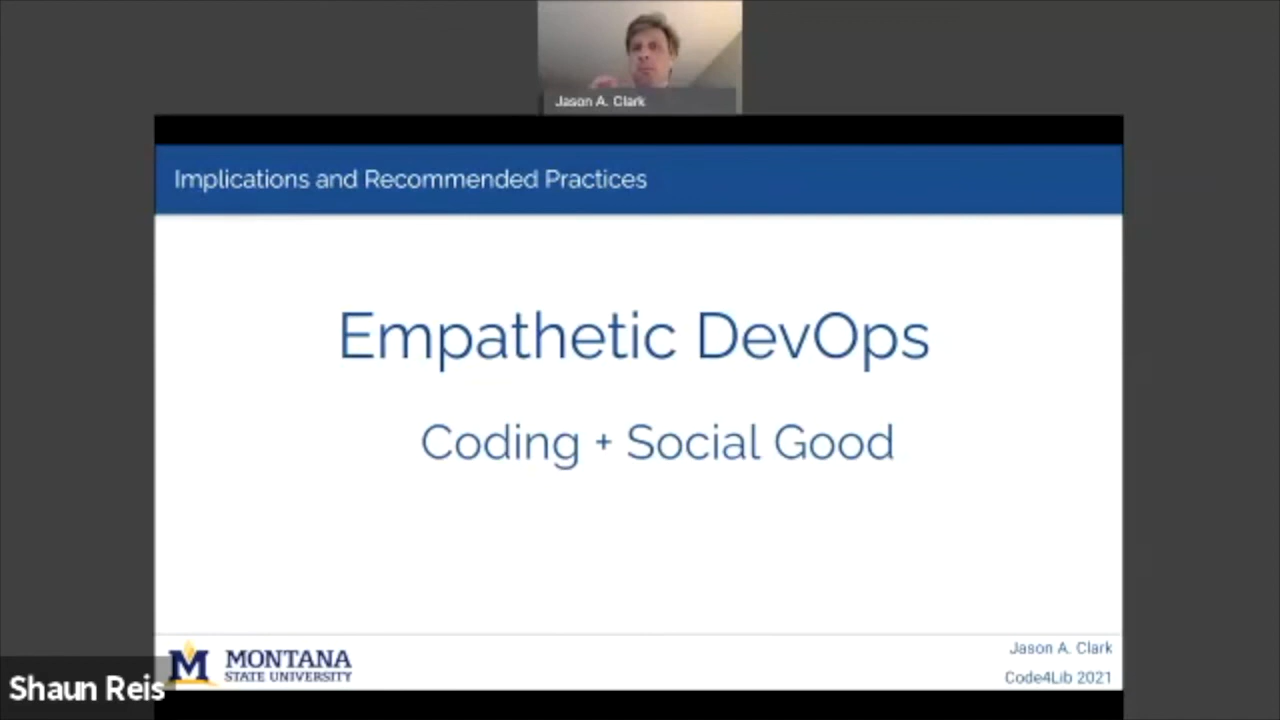 Jason A. Clark
Implications and Recommended Practices
Empathetic DevOps
Coding + Social Good
M MONTANA
STATE UNIVERSITY
Jason A. Clark
Code4Lib 2021
Shaun Reis